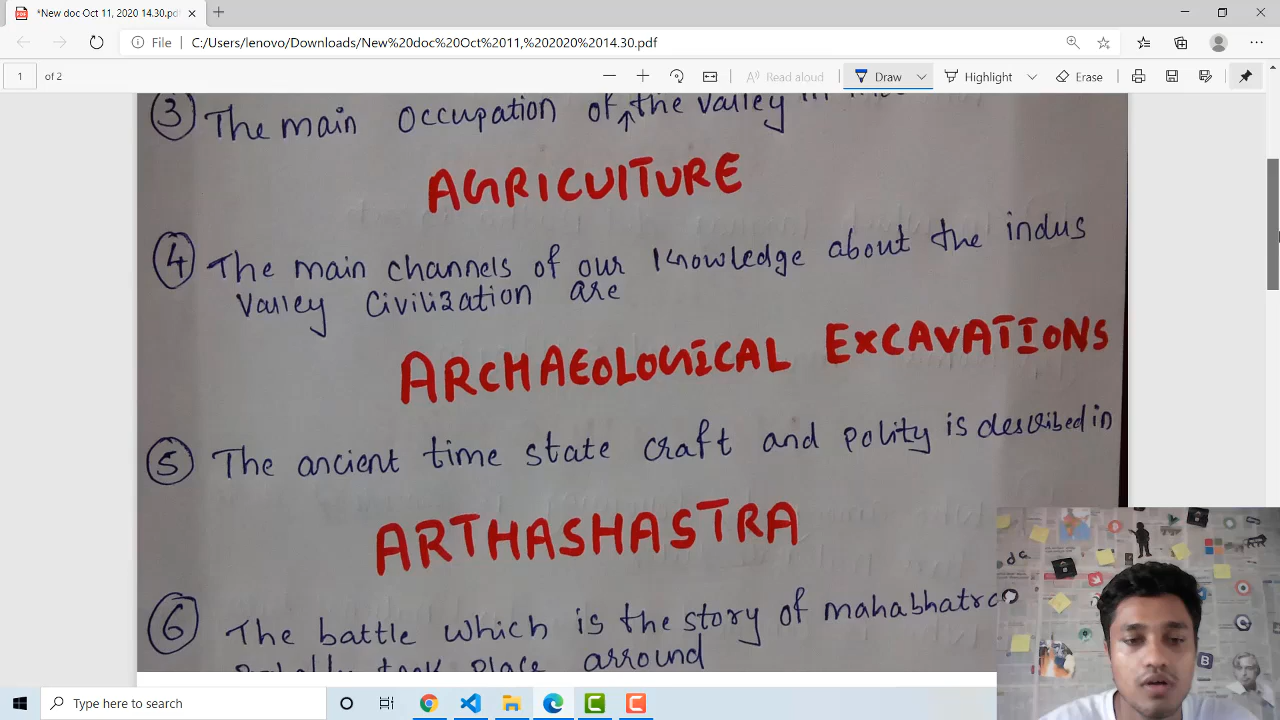 *New doc Oct 11, 2020 14.30.pd
File C:/Users/lenovo/Downloads/New%20doc%20Oct%2011,%202020%2014.30.pdf
1 of 2 Read aloud Draw Highlight Erase
3 The main occupation of the valley in
AGRICUITURE
4 The main channels of our Knowledge about the indus
Valley Civilization are
ARCHAEOLOGICAL EXCAVATIONS
5 The ancient time state craft and polity is described in
ARTHASHASTRA
6 The battle which is the story of mahabhatra
took place arround
Type here to search